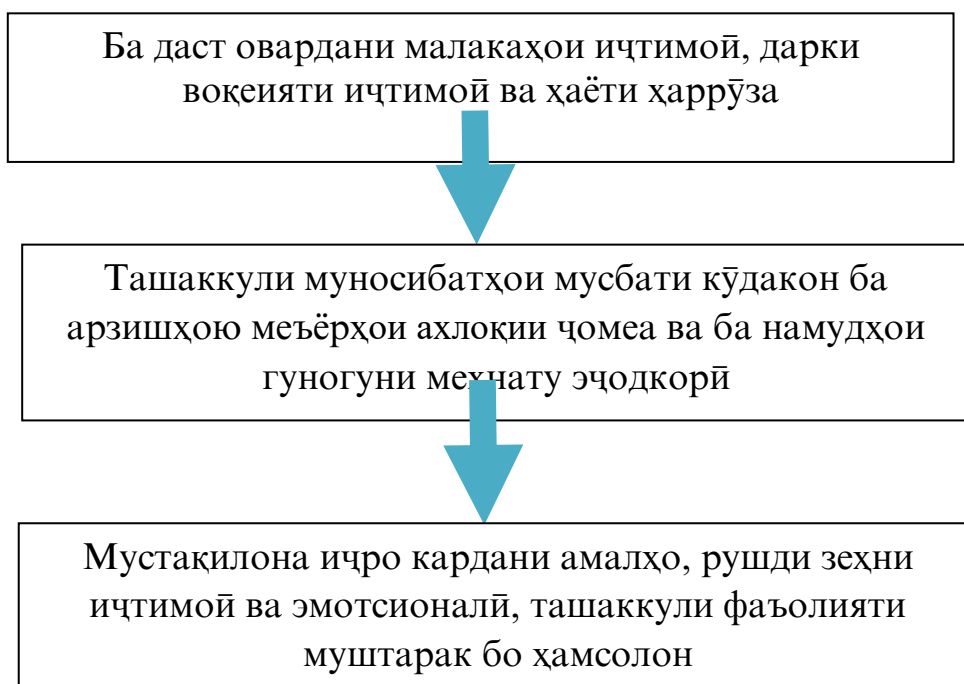 Ба даст овардани малакаҳои иҷтимоӣ, дарки
воқеияти иҷтимоӣ ва ҳаёти ҳаррӯза
Ташаккули муносибатҳои мусбати кӯдакон ба
арзишҳою меъёрҳои ахлоқии ҷомеа ва ба намудҳои
гуногуни меҳнату эҷодкорӣ
Мустақилона иҷро кардани амалҳо, рушди зеҳни
иҷтимоӣ ва эмотсионалӣ, ташаккули фаъолияти
муштарак бо ҳамсолон